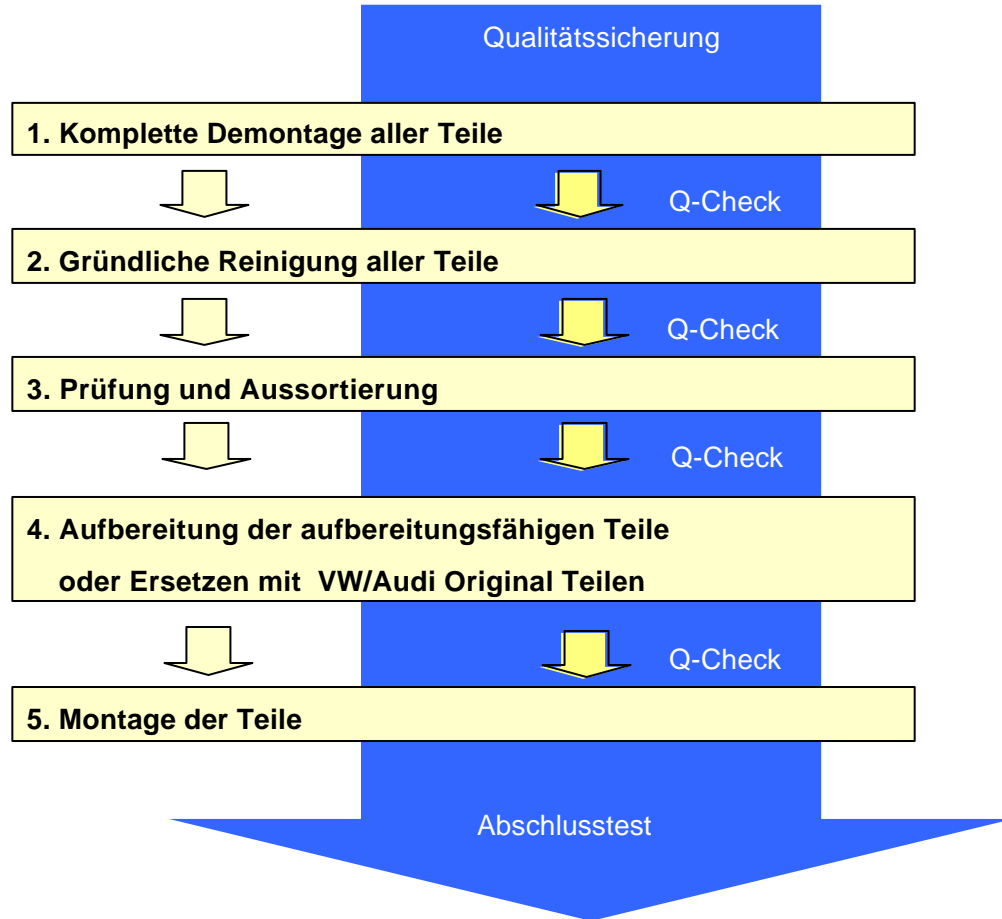 Qualitätssicherung
1. Komplette Demontage aller Teile
Q-Check
2. Gründliche Reinigung aller Teile
Q-Check
3. Prüfung und Aussortierung
Q-Check
4. Aufbereitung der aufbereitungsfähigen Teile
oder Ersetzen mit VW/Audi Original Teilen
Q-Check
5. Montage der Teile
Abschlusstest